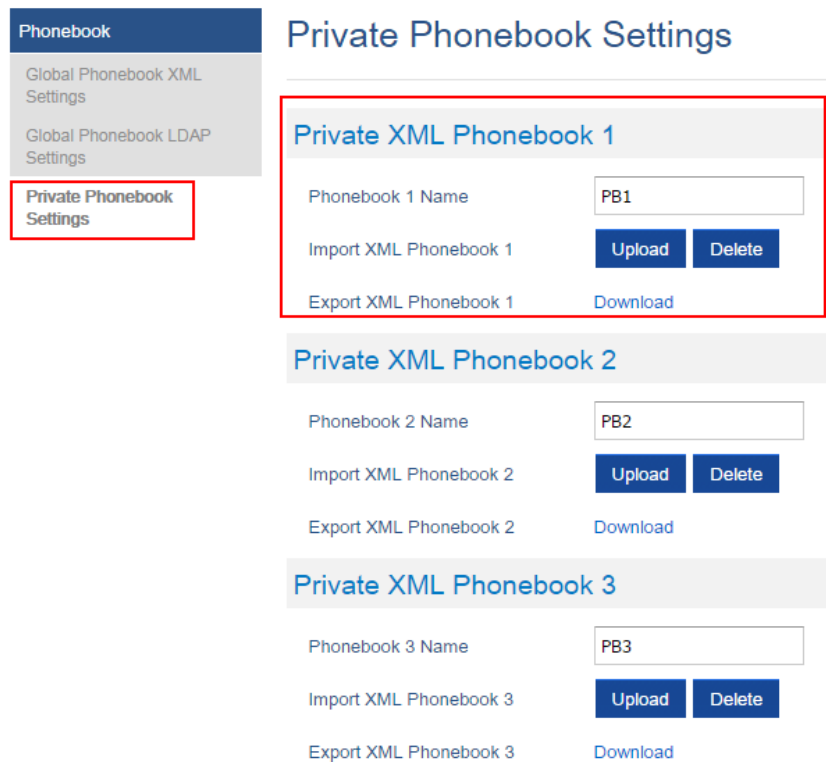 Phonebook
Global Phonebook XML
Settings
Global Phonebook LDAP
Settings
Private Phonebook
Settings
Private Phonebook Settings
Private XML Phonebook 1
Phonebook 1 Name PB1
Import XML Phonebook 1 Upload Delete
Export XML Phonebook 1 Download
Private XML Phonebook 2
Phonebook 2 Name PB2
Import XML Phonebook 2 Upload Delete
Export XML Phonebook 2 Download
Private XML Phonebook 3
Phonebook 3 Name PB3
Import XML Phonebook 3 Upload Delete
Export XML Phonebook 3 Download